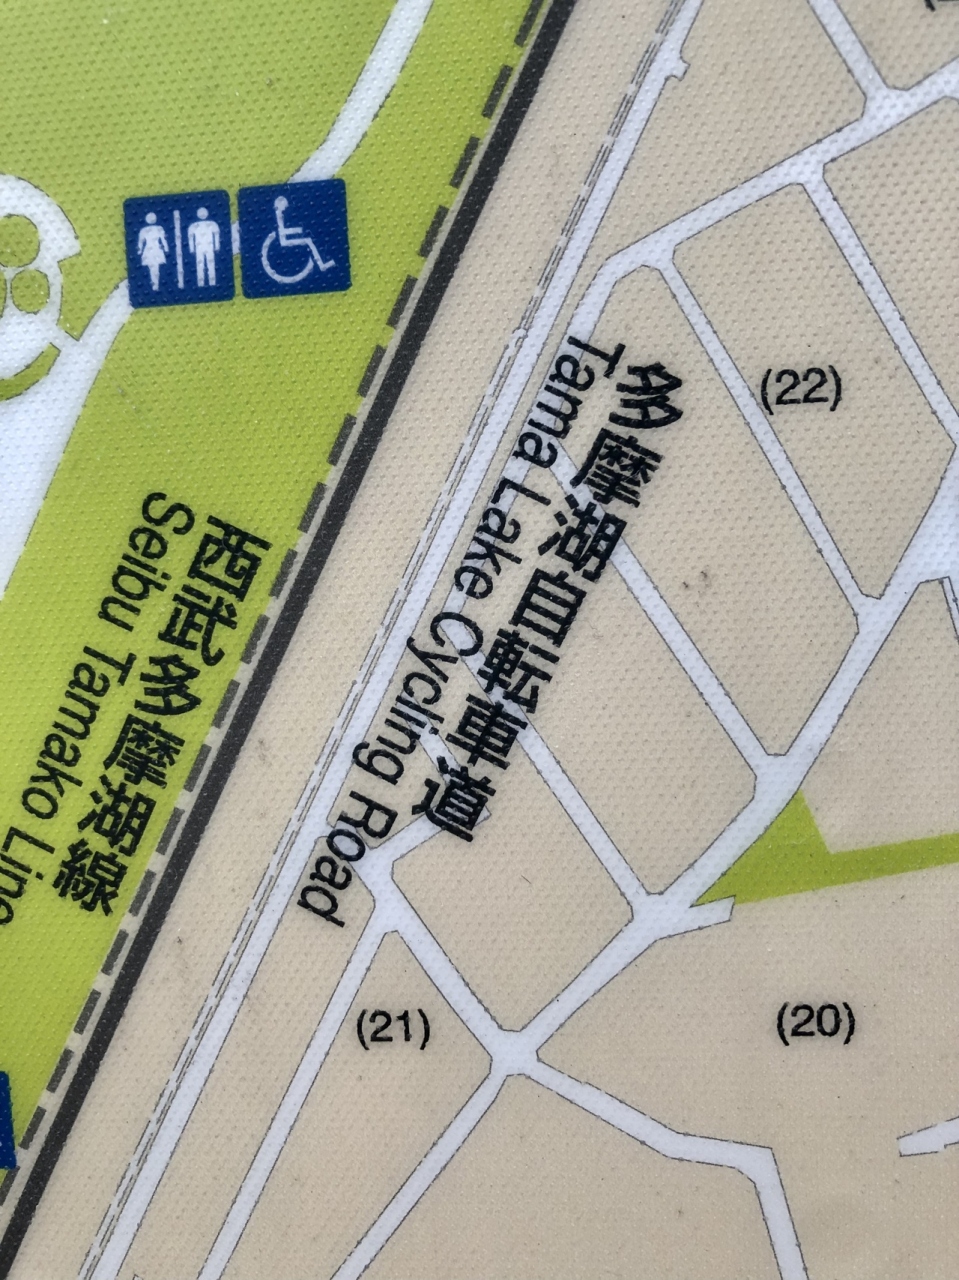 (22)
多摩湖自転車道
Tama Lake Cycling Road
西武多摩湖線
Seibu Tamako Line
(21)
(20)